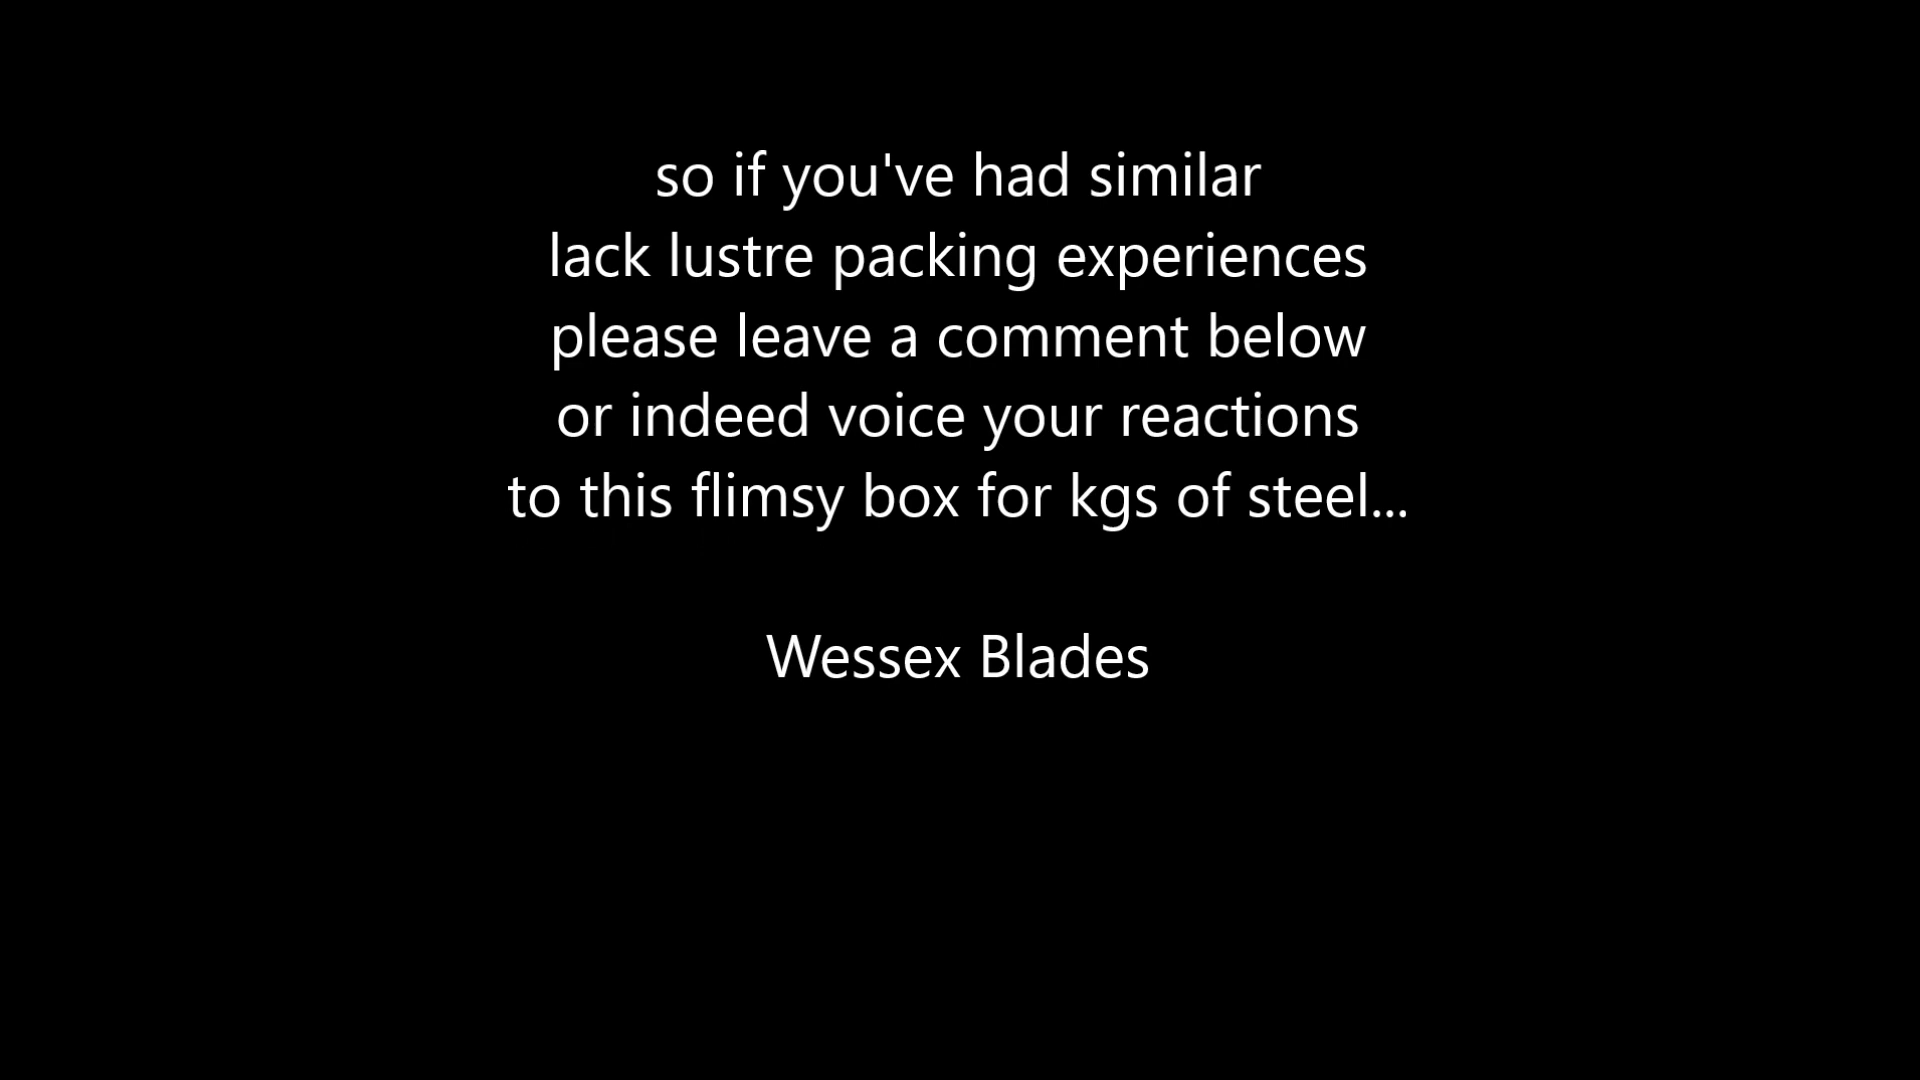 so if you've had similar
lack lustre packing experiences
please leave a comment below
or indeed voice your reactions
to this flimsy box for kgs of steel...
Wessex Blades